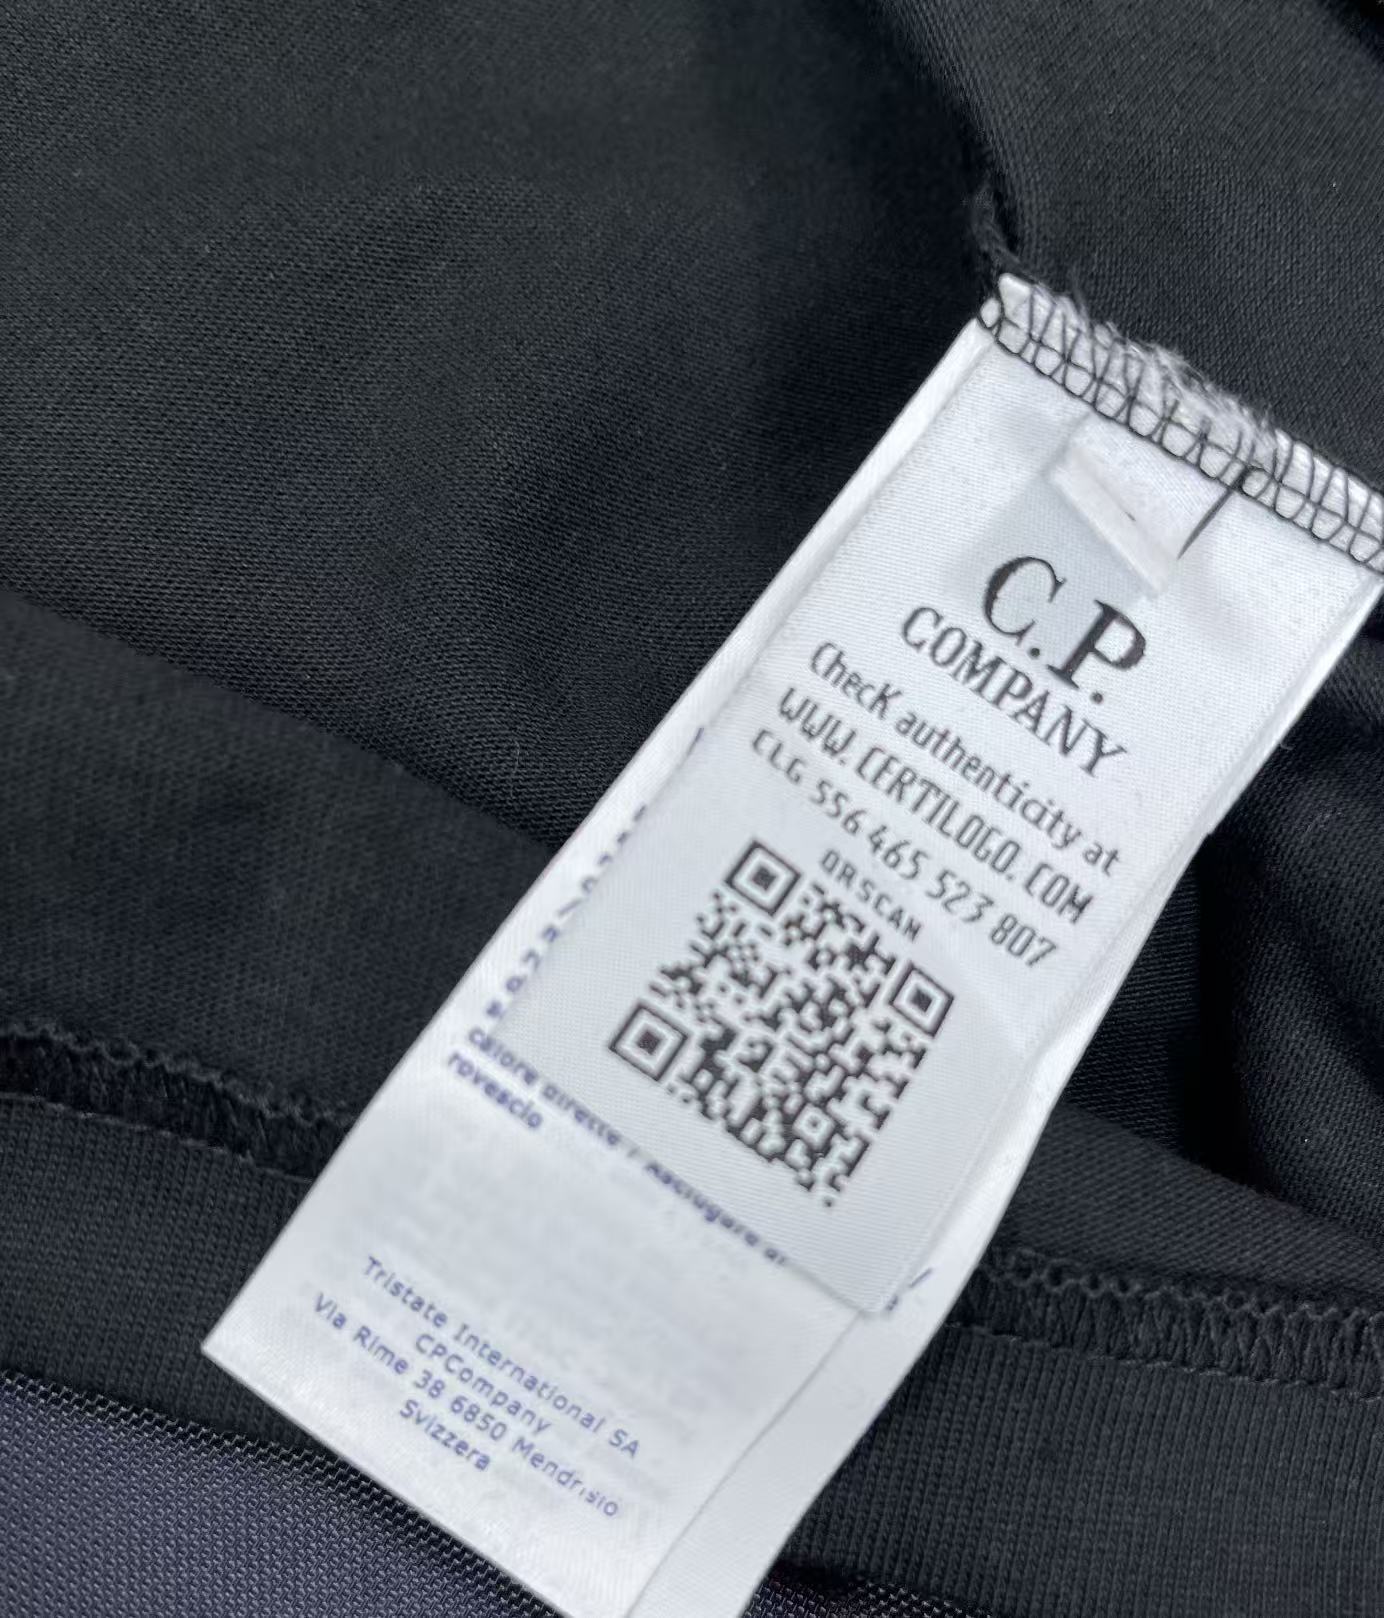 C.P.
COMPANY
Check authenticity at
WWW.CERTILOGO.COM
CLG 556 465 523 807
QRSCAN
calore diretto / asciugare al
rovescio
Tristate International SA
CPCompany
Via Rime 38 6850 Mendrisio
Svizzera